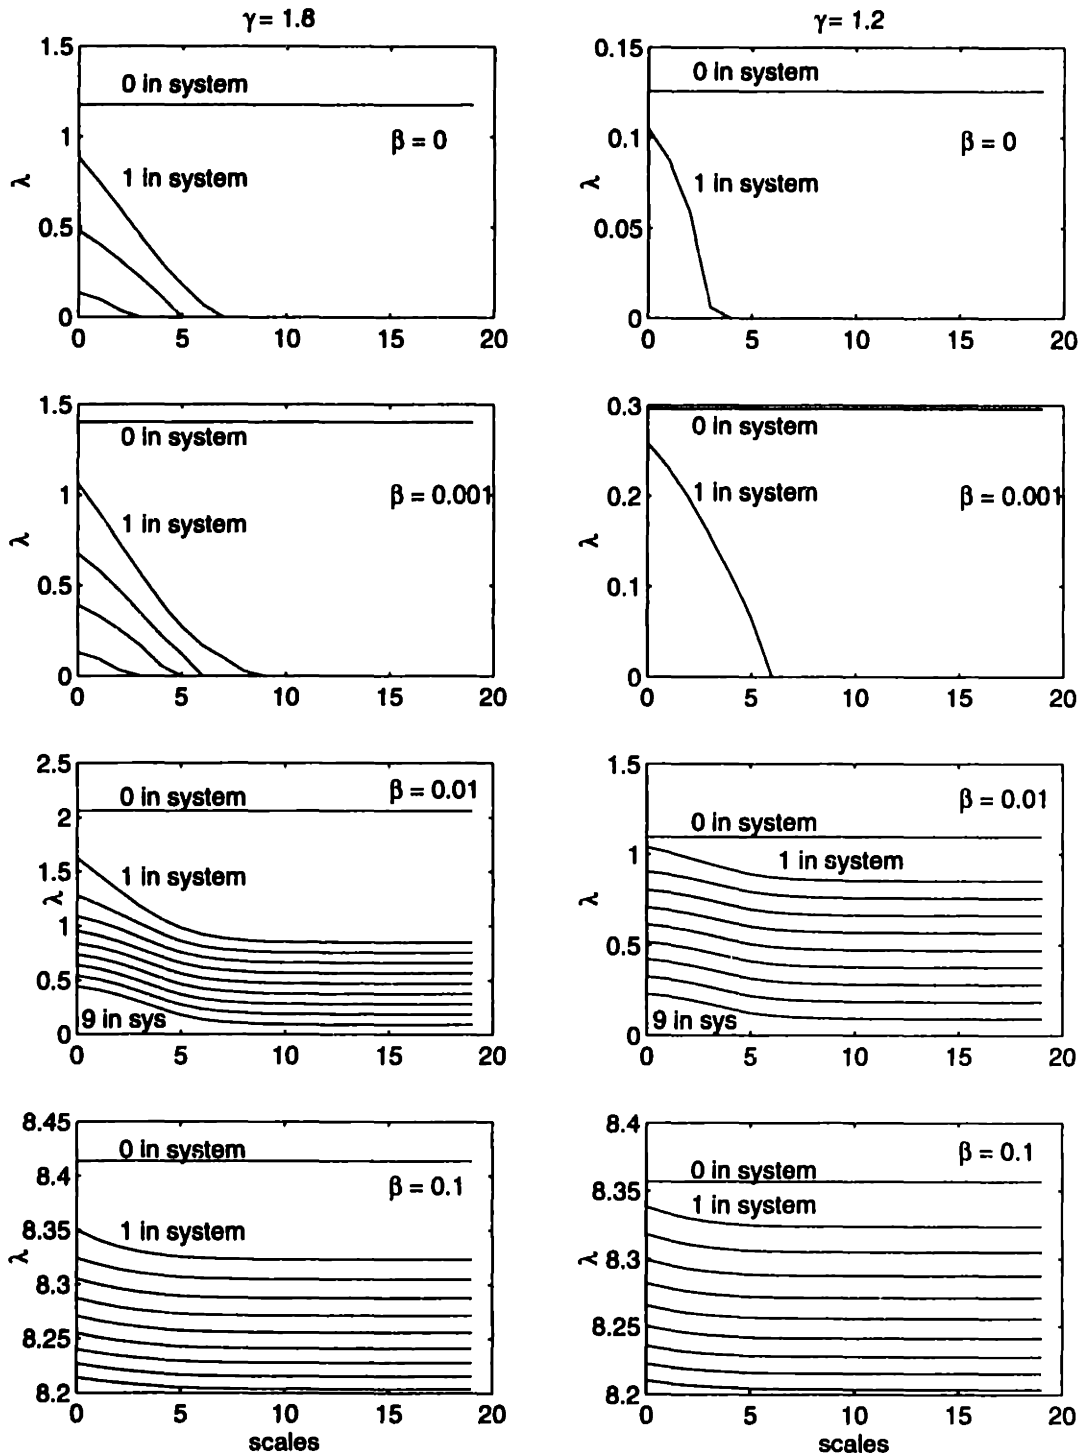 γ = 1.8
1.5
1
0.5
0
λ
0 in system
β = 0
1 in system
0 5 10 15 20
γ = 1.2
0.15
0.1
0.05
0
λ
0 in system
β = 0
1 in system
0 5 10 15 20
1.5
1
0.5
0
λ
0 in system
β = 0.001
1 in system
0 5 10 15 20
0.3
0.2
0.1
0
λ
0 in system
1 in system
β = 0.001
0 5 10 15 20
2.5
2
1.5
1
0.5
0
λ
0 in system
β = 0.01
1 in system
9 in sys
0 5 10 15 20
1.5
1
0.5
0
λ
β = 0.01
0 in system
1 in system
9 in sys
0 5 10 15 20
8.45
8.4
8.35
8.3
8.25
8.2
λ
0 in system
β = 0.1
1 in system
0 5 10 15 20
scales
8.4
8.35
8.3
8.25
8.2
λ
β = 0.1
0 in system
1 in system
0 5 10 15 20
scales